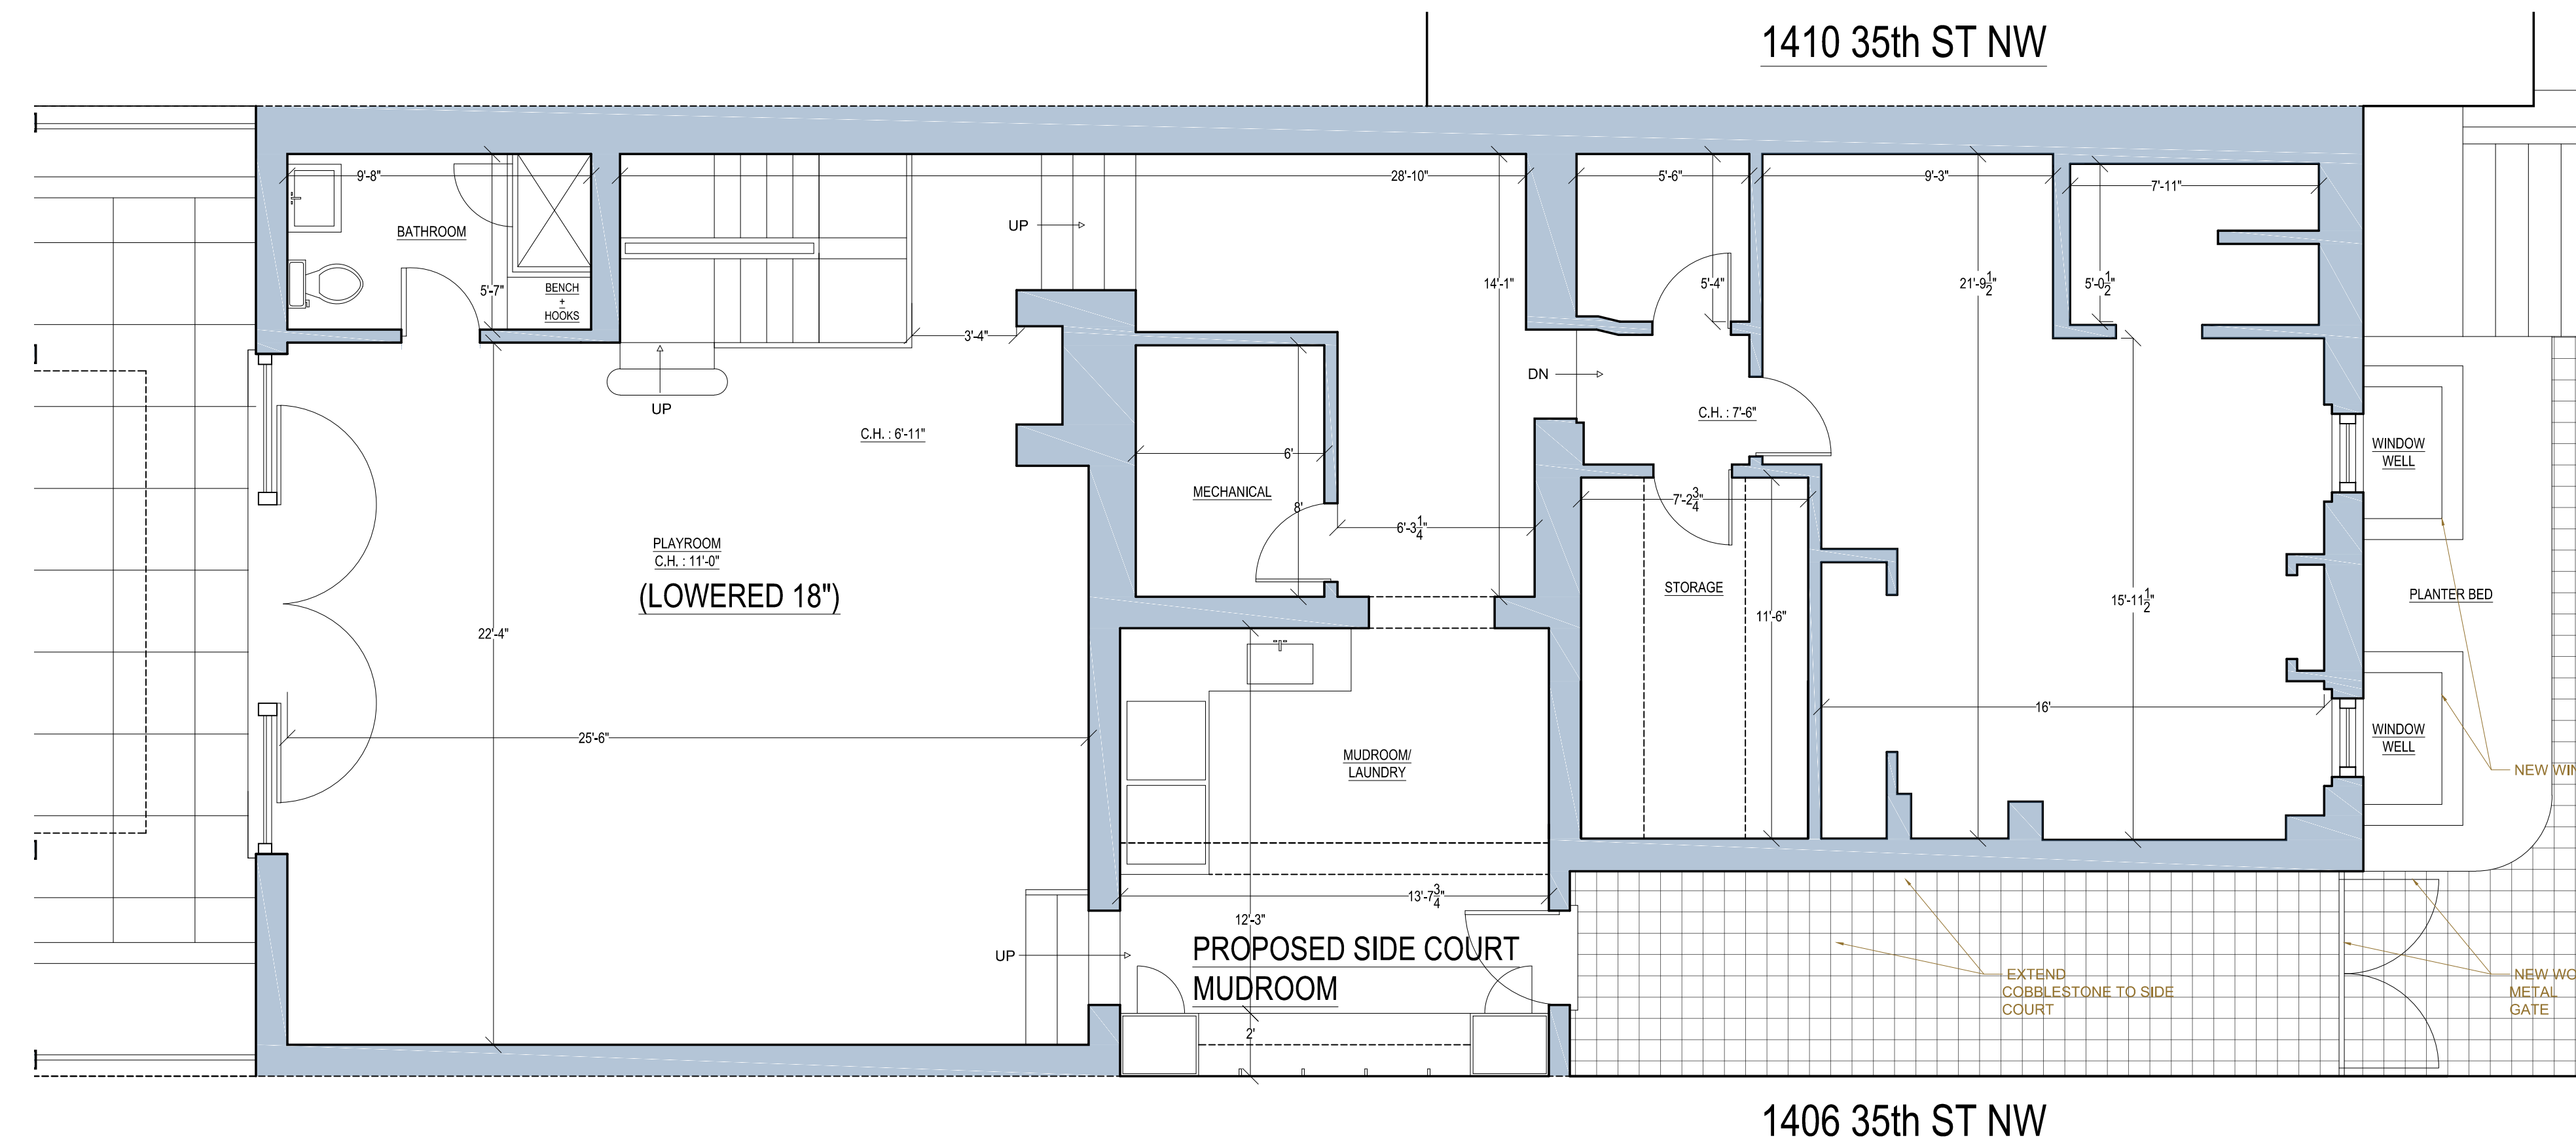 1410 35th ST NW
9'-8"
28'-10"
5'-6"
9'-3"
7'-11"
BATHROOM
UP
5'-7"
BENCH
+
HOOKS
14'-1"
5'-4"
21'-9 1/2"
5'-0 1/2"
3'-4"
DN
UP
C.H. : 7'-6"
C.H. : 6'-11"
6'
WINDOW
WELL
MECHANICAL
8'
7'-2 3/4"
6'-3 1/4"
PLAYROOM
C.H. : 11'-0"
(LOWERED 18")
STORAGE
11'-6"
15'-11 1/2"
PLANTER BED
22'-4"
16'
25'-6"
MUDROOM/
LAUNDRY
WINDOW
WELL
NEW WIN
13'-7 3/4"
12'-3"
UP
PROPOSED SIDE COURT
MUDROOM
2'
EXTEND
COBBLESTONE TO SIDE
COURT
NEW WO
METAL
GATE
1406 35th ST NW